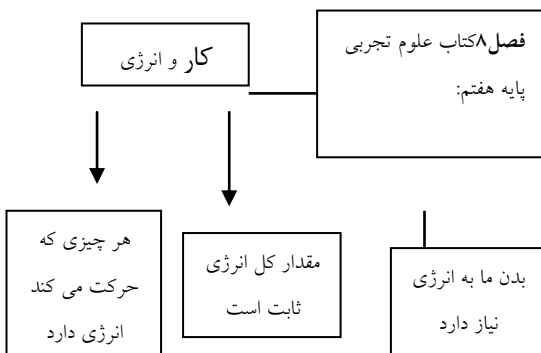 فصل۸کتاب علوم تجربی
پایه هفتم:
کار و انرژی
بدن ما به انرژی
نیاز دارد
مقدار کل انرژی
ثابت است
هر چیزی که
حرکت می کند
انرژی دارد